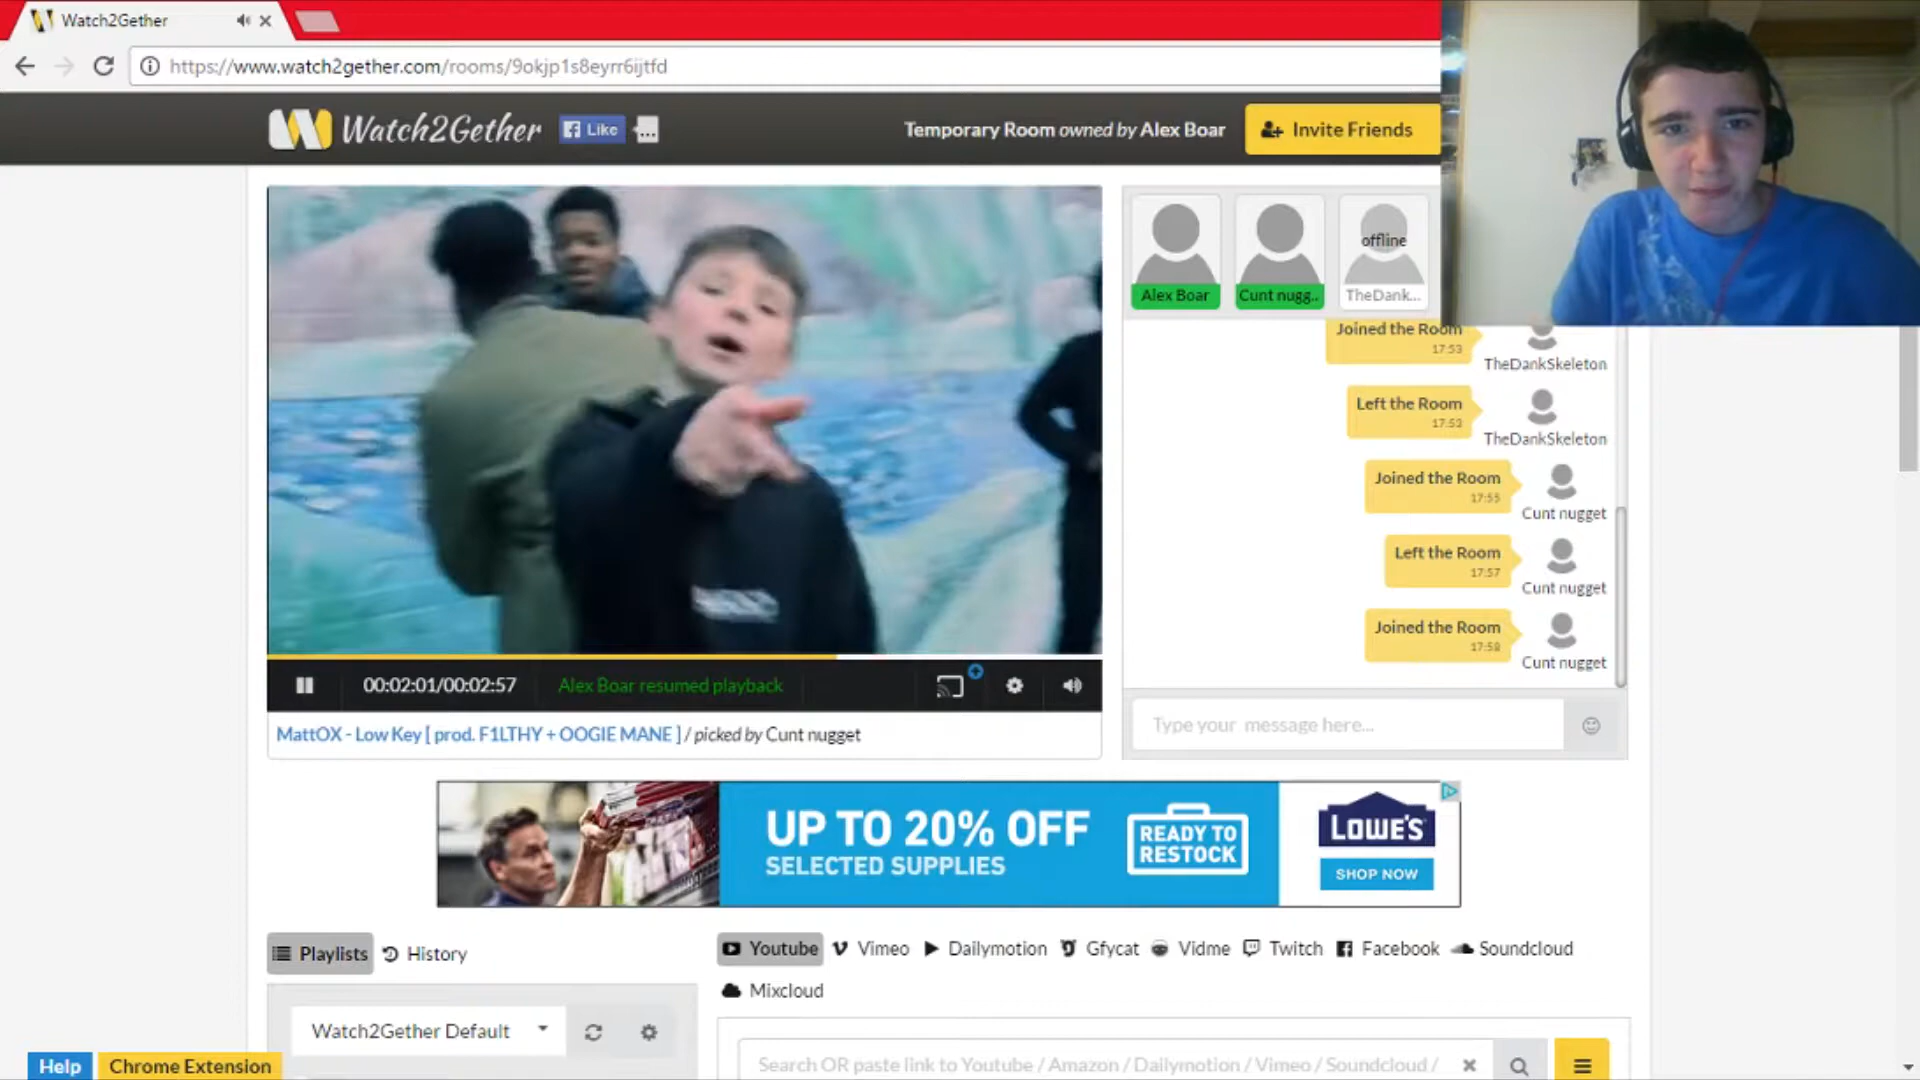 Watch2Gether
https://www.watch2gether.com/rooms/9okjp1s8eyrr6ijtfd
Watch2Gether
Like
...
Temporary Room owned by Alex Boar
Invite Friends
Alex Boar
Cunt nugg..
offline
TheDank...
Joined the Room
17:53
TheDankSkeleton
Left the Room
17:53
TheDankSkeleton
Joined the Room
17:55
Cunt nugget
Left the Room
17:57
Cunt nugget
Joined the Room
17:58
Cunt nugget
00:02:01/00:02:57
Alex Boar resumed playback
MattOX - Low Key [ prod. F1LTHY + OOGIE MANE ] / picked by Cunt nugget
Type your message here...
UP TO 20% OFF
SELECTED SUPPLIES
READY TO
RESTOCK
LOWE'S
SHOP NOW
Playlists
History
Youtube
Vimeo
Dailymotion
Gfycat
Vidme
Twitch
Facebook
Soundcloud
Mixcloud
Watch2Gether Default
Search OR paste link to Youtube / Amazon / Dailymotion / Vimeo / Soundcloud /
Help
Chrome Extension